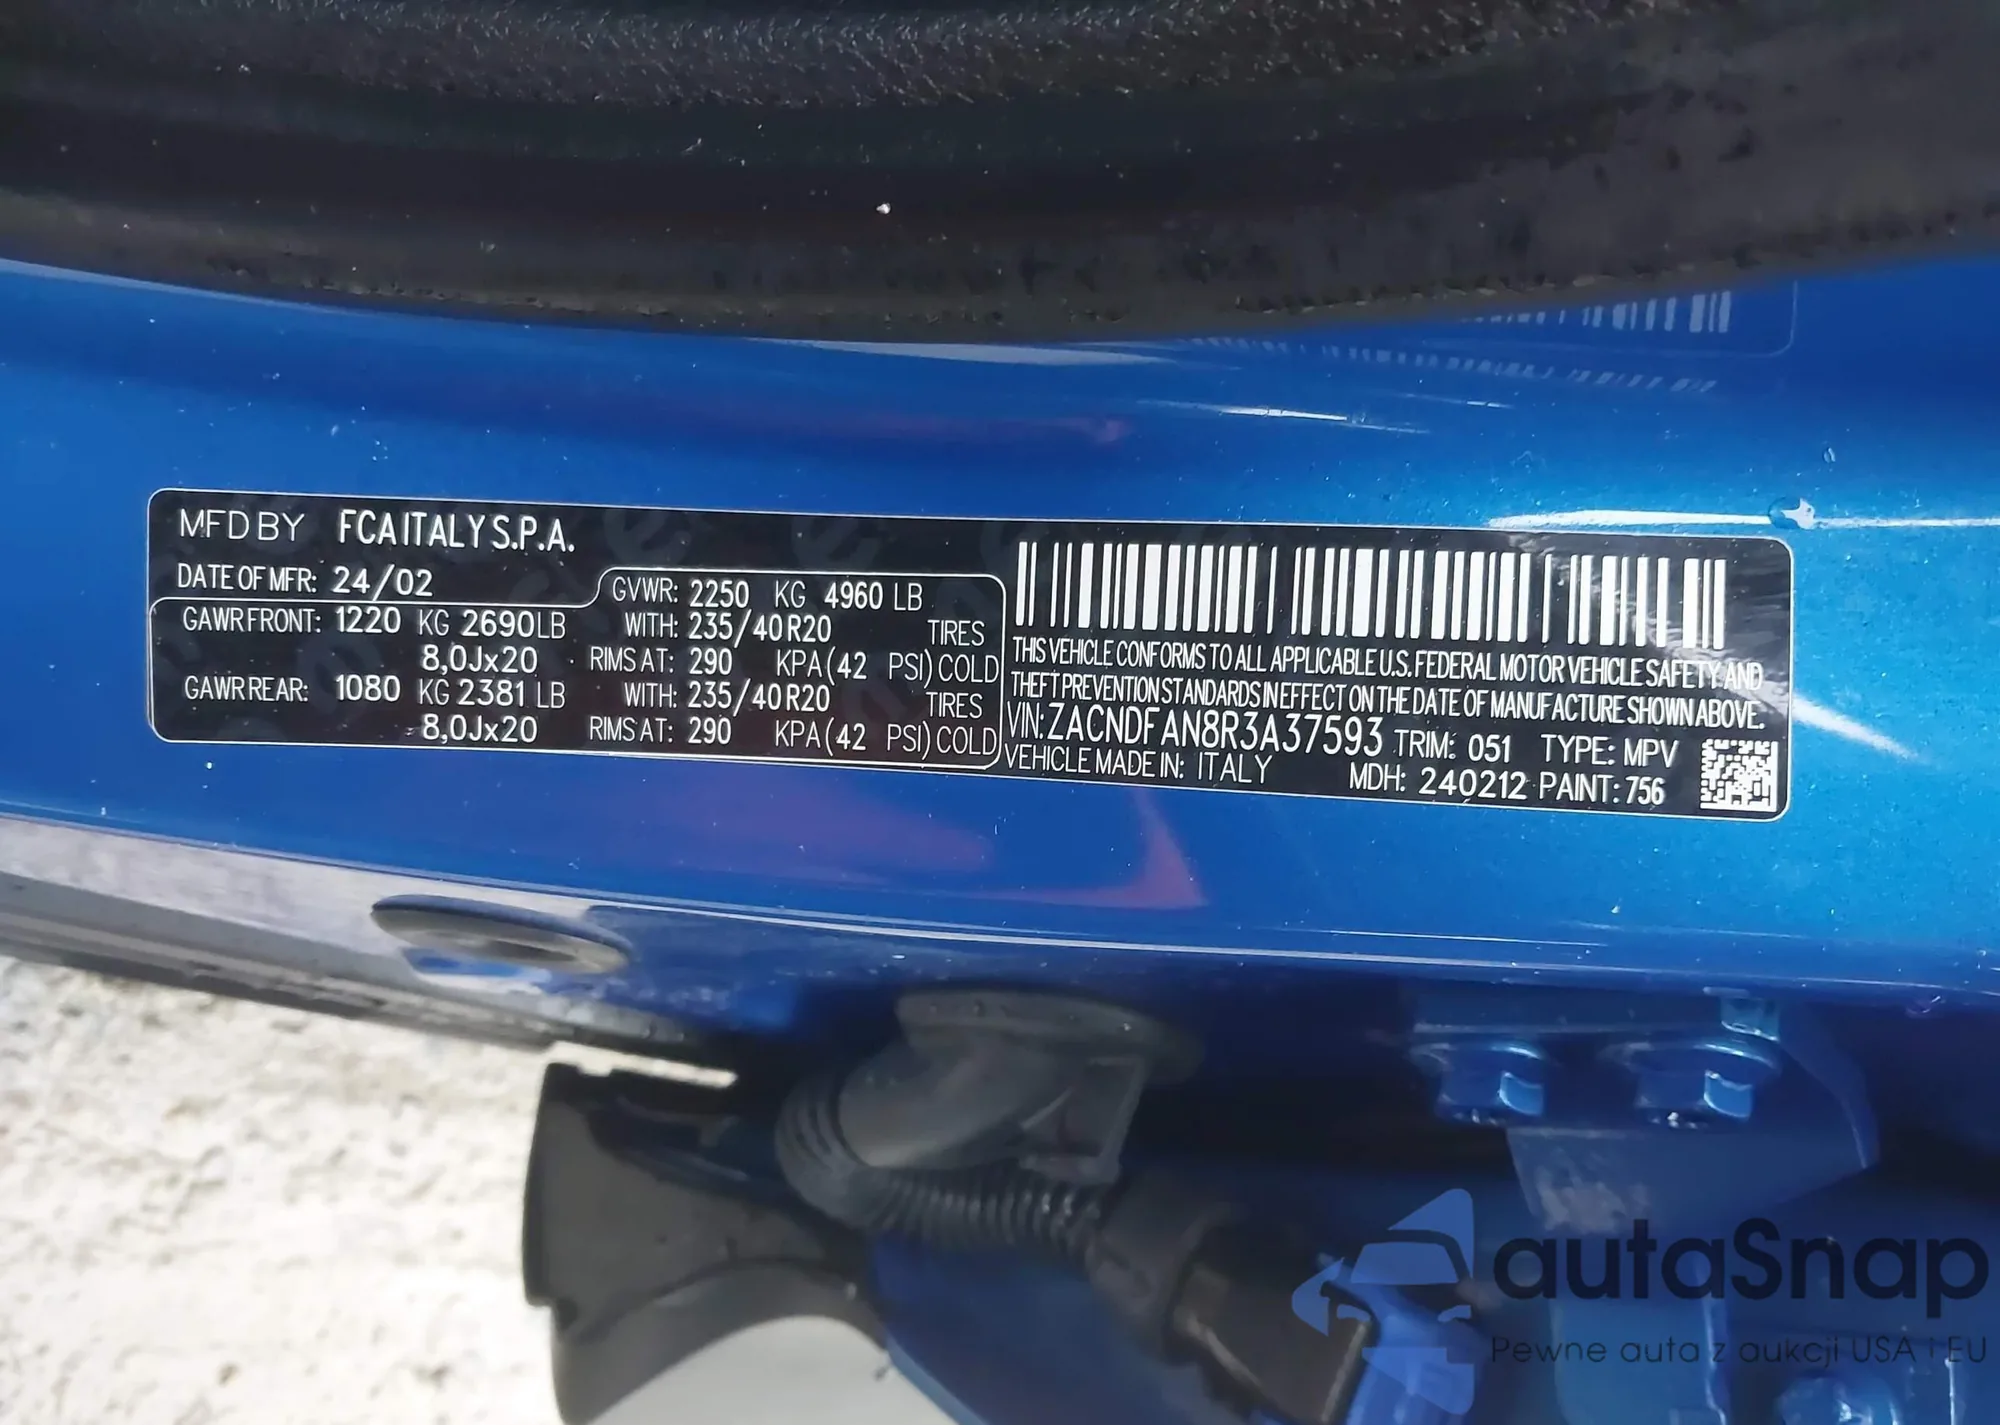 MFD BY FCA ITALY S.P.A.
DATE OF MFR: 24/02
GVWR: 2250 KG 4960 LB
GAWR FRONT: 1220 KG 2690 LB WITH: 235/40 R20 TIRES
8,0Jx20 RIMS AT: 290 KPA (42 PSI) COLD
GAWR REAR: 1080 KG 2381 LB WITH: 235/40 R20 TIRES
8,0Jx20 RIMS AT: 290 KPA (42 PSI) COLD
THIS VEHICLE CONFORMS TO ALL APPLICABLE U.S. FEDERAL MOTOR VEHICLE SAFETY AND
THEFT PREVENTION STANDARDS IN EFFECT ON THE DATE OF MANUFACTURE SHOWN ABOVE.
VIN: ZACNDFAN8R3A37593 TRIM: 051 TYPE: MPV
VEHICLE MADE IN: ITALY MDH: 240212 PAINT: 756
autaSnap
Pewne auta z aukcji USA i EU